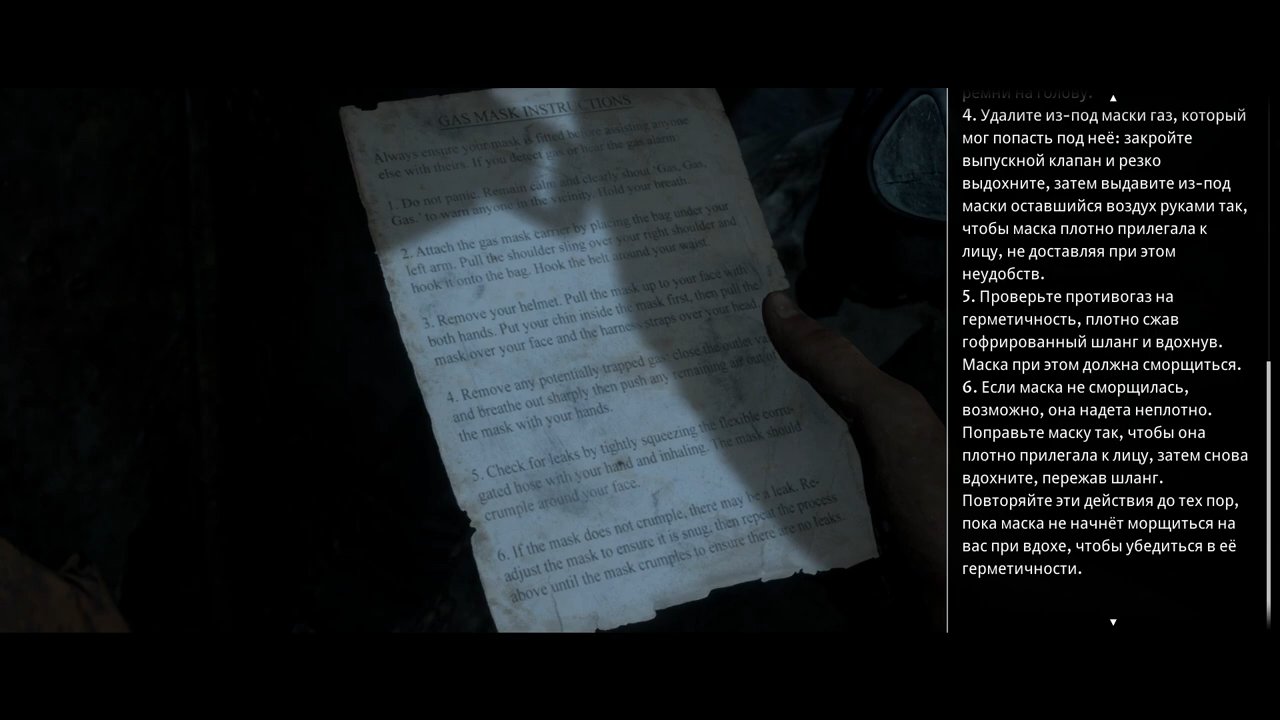 GAS MASK INSTRUCTIONS
Always ensure your mask is fitted before assisting anyone
else with theirs. If you detect gas or hear the gas alarm:
1. Do not panic. Remain calm and clearly shout 'Gas, Gas,
Gas.' to warn anyone in the vicinity. Hold your breath.
2. Attach the gas mask carrier by placing the bag under your
left arm. Pull the shoulder sling over your right shoulder and
hook it onto the bag. Hook the belt around your waist.
3. Remove your helmet. Pull the mask up to your face with
both hands. Put your chin inside the mask first, then pull the
mask over your face and the harness straps over your head
4. Remove any potentially trapped gas: close the outlet
and breathe out sharply then push any remaining air out of
the mask with your hands.
5. Check for leaks by tightly squeezing the flexible corru-
gated hose with your hand and inhaling. The mask should
crumple around your face.
6. If the mask does not crumple, there may be a leak. Re-
adjust the mask to ensure it is snug, then repeat the process
above until the mask crumples to ensure there are no leaks.
ремни на голову.
4. Удалите из-под маски газ, который
мог попасть под неё: закройте
выпускной клапан и резко
выдохните, затем выдавите из-под
маски оставшийся воздух руками так,
чтобы маска плотно прилегала к
лицу, не доставляя при этом
неудобств.
5. Проверьте противогаз на
герметичность, плотно сжав
гофрированный шланг и вдохнув.
Маска при этом должна сморщиться.
6. Если маска не сморщилась,
возможно, она надета неплотно.
Поправьте маску так, чтобы она
плотно прилегала к лицу, затем снова
вдохните, пережав шланг.
Повторяйте эти действия до тех пор,
пока маска не начнёт морщиться на
вас при вдохе, чтобы убедиться в её
герметичности.